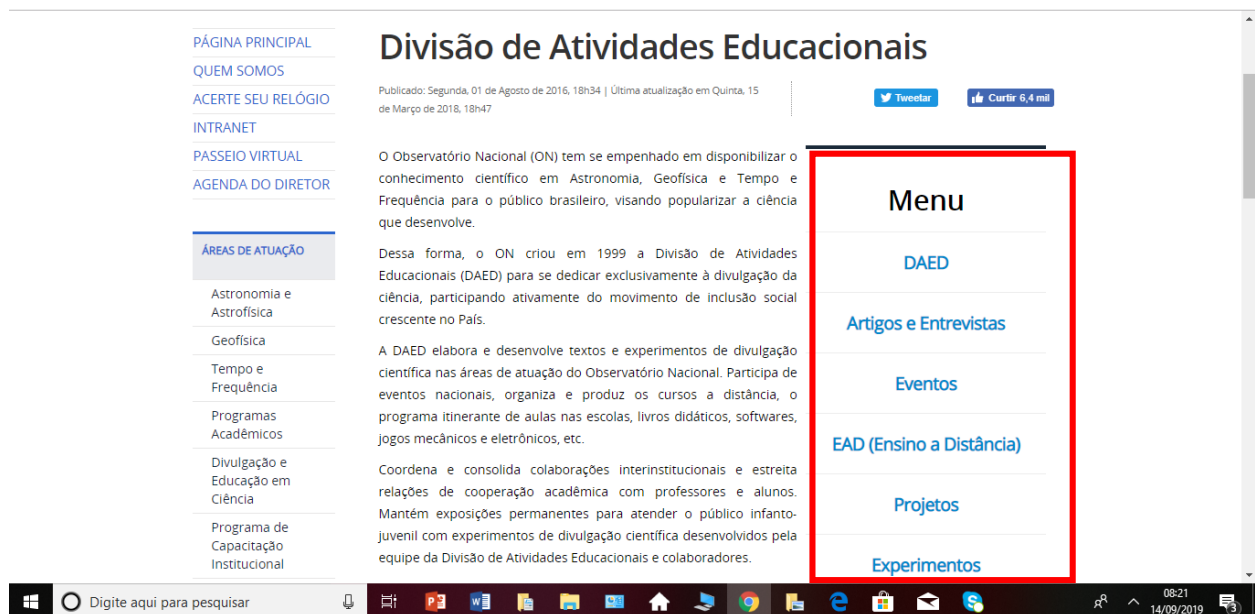 PÁGINA PRINCIPAL
QUEM SOMOS
ACERTE SEU RELÓGIO
INTRANET
PASSEIO VIRTUAL
AGENDA DO DIRETOR
ÁREAS DE ATUAÇÃO
Astronomia e
Astrofísica
Geofísica
Tempo e
Frequência
Programas
Acadêmicos
Divulgação e
Educação em
Ciência
Programa de
Capacitação
Institucional
Divisão de Atividades Educacionais
Publicado: Segunda, 01 de Agosto de 2016, 18h34 | Última atualização em Quinta, 15
de Março de 2018, 18h47
Tweetar
Curtir 6,4 mil
O Observatório Nacional (ON) tem se empenhado em disponibilizar o
conhecimento científico em Astronomia, Geofísica e Tempo e
Frequência para o público brasileiro, visando popularizar a ciência
que desenvolve.
Dessa forma, o ON criou em 1999 a Divisão de Atividades
Educacionais (DAED) para se dedicar exclusivamente à divulgação da
ciência, participando ativamente do movimento de inclusão social
crescente no País.
A DAED elabora e desenvolve textos e experimentos de divulgação
científica nas áreas de atuação do Observatório Nacional. Participa de
eventos nacionais, organiza e produz os cursos a distância, o
programa itinerante de aulas nas escolas, livros didáticos, softwares,
jogos mecânicos e eletrônicos, etc.
Coordena e consolida colaborações interinstitucionais e estreita
relações de cooperação acadêmica com professores e alunos.
Mantém exposições permanentes para atender o público infanto-
juvenil com experimentos de divulgação científica desenvolvidos pela
equipe da Divisão de Atividades Educacionais e colaboradores.
Menu
DAED
Artigos e Entrevistas
Eventos
EAD (Ensino a Distância)
Projetos
Experimentos
Digite aqui para pesquisar
08:21
14/09/2019